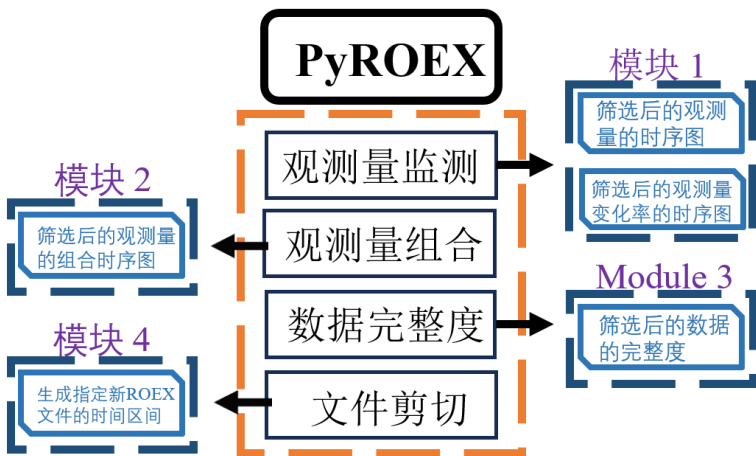 PyROEX
模块 1
筛选后的观测
量的时序图
筛选后的观测量
变化率的时序图
观测量监测
模块 2
筛选后的观测量
的组合时序图
观测量组合
Module 3
筛选后的数据
的完整度
数据完整度
模块 4
生成指定新ROEX
文件的时间区间
文件剪切